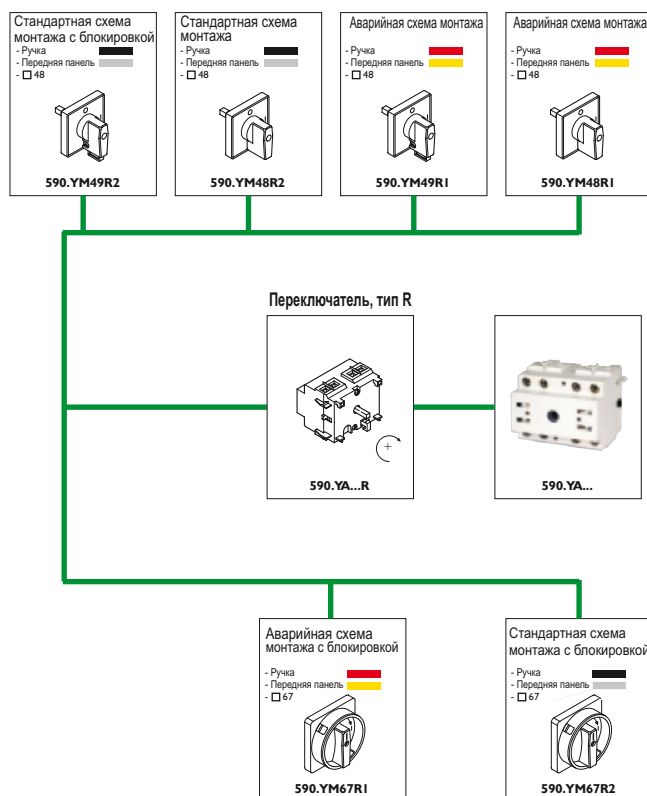 Стандартная схема
монтажа с блокировкой
- Ручка
- Передняя панель
- □ 48
590.YM49R2
Стандартная схема
монтажа
- Ручка
- Передняя панель
- □ 48
590.YM48R2
Аварийная схема монтажа
- Ручка
- Передняя панель
- □ 48
590.YM49R1
Аварийная схема монтажа
- Ручка
- Передняя панель
- □ 48
590.YM48R1
Переключатель, тип R
590.YA...R
590.YA...
Аварийная схема
монтажа с блокировкой
- Ручка
- Передняя панель
- □ 67
590.YM67R1
Стандартная схема
монтажа с блокировкой
- Ручка
- Передняя панель
- □ 67
590.YM67R2